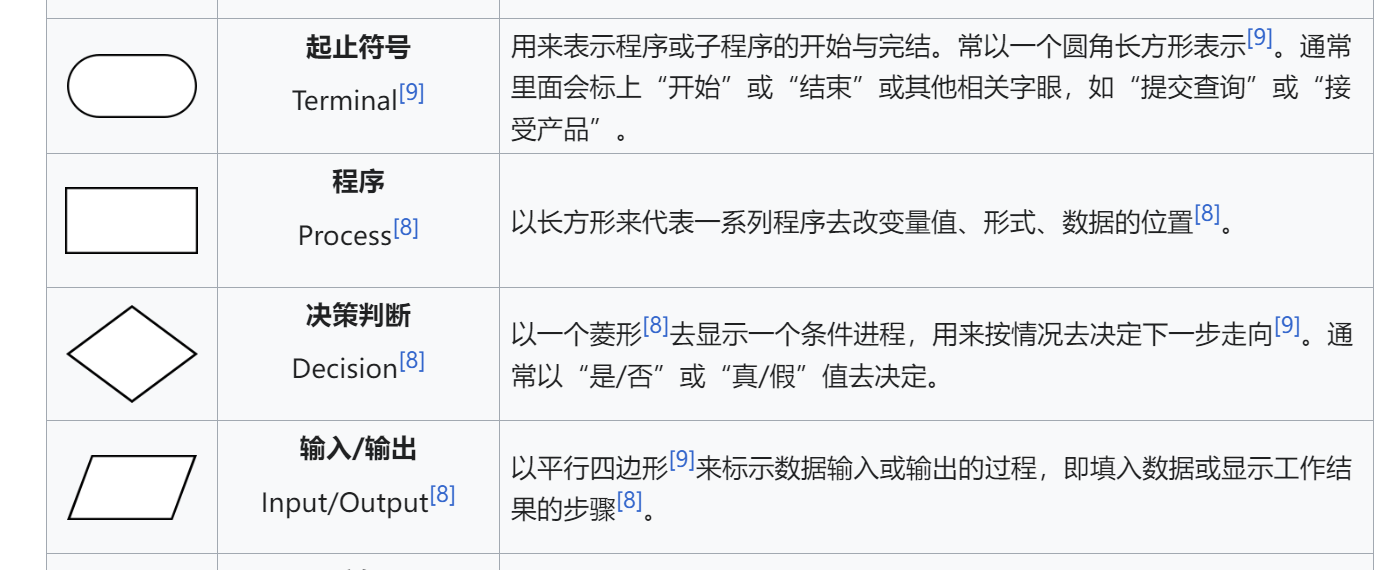 起止符号
Terminal[9]
用来表示程序或子程序的开始与完结。常以一个圆角长方形表示[9]。通常
里面会标上“开始”或“结束”或其他相关字眼，如“提交查询”或“接
受产品”。
程序
Process[8]
以长方形来代表一系列程序去改变量值、形式、数据的位置[8]。
决策判断
Decision[8]
以一个菱形[8]去显示一个条件进程，用来按情况去决定下一步走向[9]。通
常以“是/否”或“真/假”值去决定。
输入/输出
Input/Output[8]
以平行四边形[9]来标示数据输入或输出的过程，即填入数据或显示工作结
果的步骤[8]。